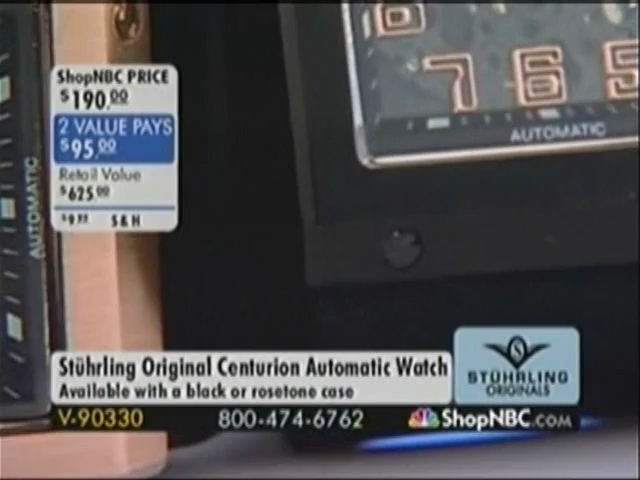 ShopNBC PRICE
$190.00
2 VALUE PAYS
$95.00
Retail Value
$625.00
S & H
8
7 6 5
AUTOMATIC
AUTOMATIC
Stührling Original Centurion Automatic Watch
Available with a black or rosetone case
S
STÜHRLING
ORIGINALS
V-90330
800-474-6762
ShopNBC.COM